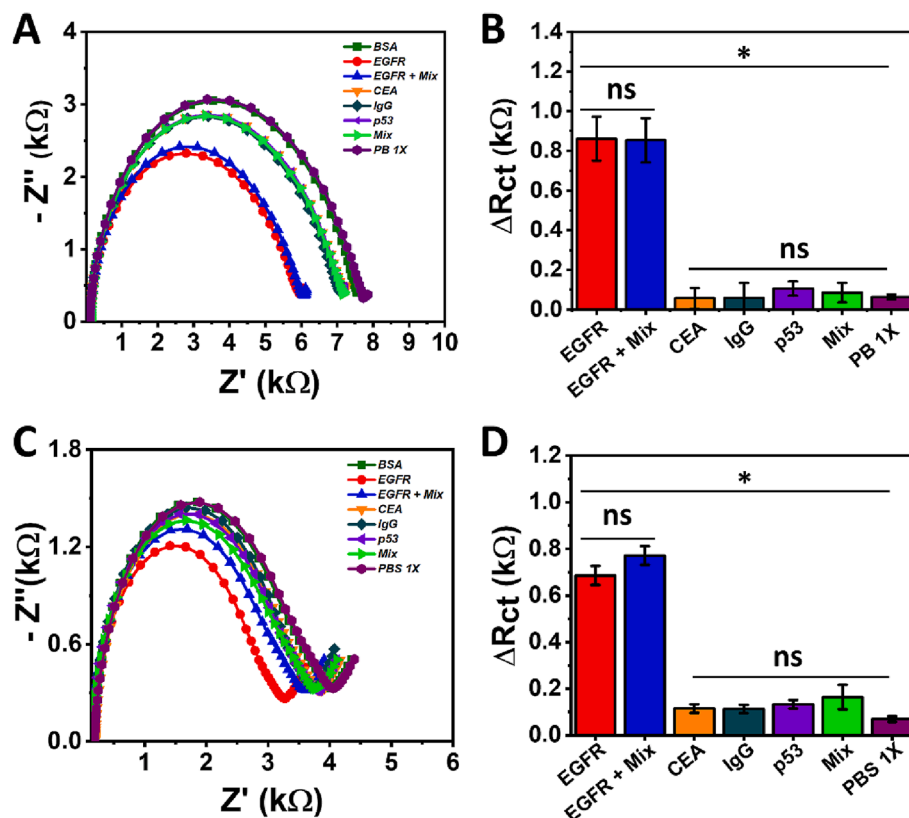 A
4
3
2
1
0
- Z'' (kΩ)
1 2 3 4 5 6 7 8 9 10
Z' (kΩ)
BSA
EGFR
EGFR + Mix
CEA
IgG
p53
Mix
PB 1X
B
1.4
1.2
1.0
0.8
0.6
0.4
0.2
0.0
ΔRct (kΩ)
*
ns
ns
EGFR
EGFR + Mix
CEA
IgG
p53
Mix
PB 1X
C
1.8
1.2
0.6
0.0
- Z''(kΩ)
1 2 3 4 5 6
Z' (kΩ)
BSA
EGFR
EGFR + Mix
CEA
IgG
p53
Mix
PBS 1X
D
1.2
1.0
0.8
0.6
0.4
0.2
0.0
ΔRct (kΩ)
*
ns
ns
EGFR
EGFR + Mix
CEA
IgG
p53
Mix
PBS 1X